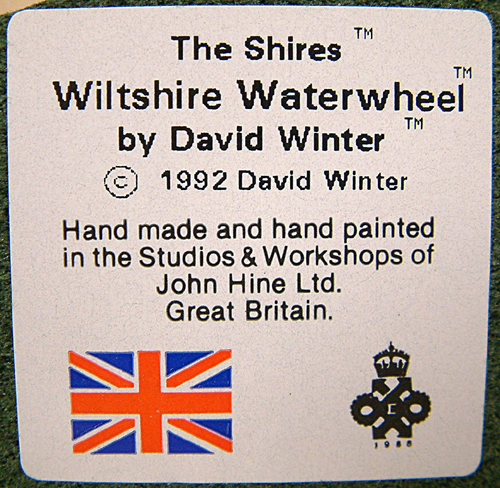 The Shires ™
Wiltshire Waterwheel ™
by David Winter ™
© 1992 David Winter
Hand made and hand painted
in the Studios & Workshops of
John Hine Ltd.
Great Britain.
E
1988